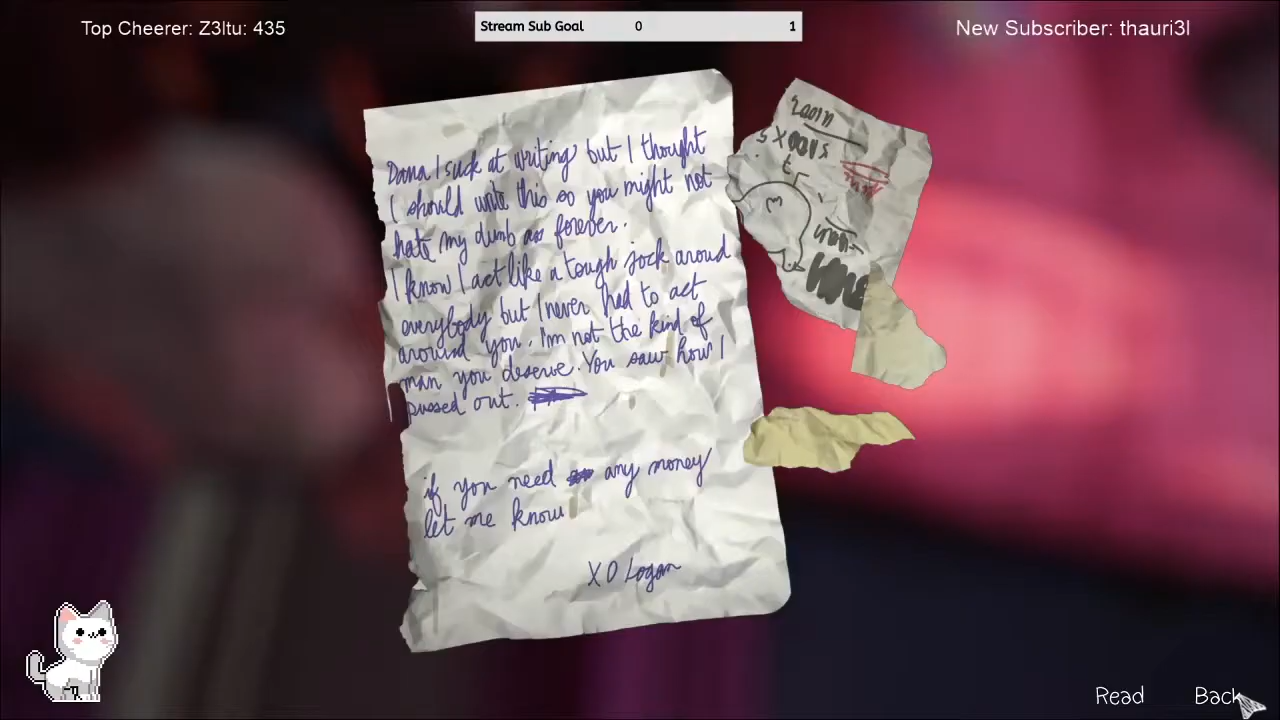 Top Cheerer: Z3ltu: 435
Stream Sub Goal 0 1
New Subscriber: thauri3l
Dana I suck at writing but I thought
I should write this so you might not
hate my dumb ass forever.
I know I act like a tough jock aroud
everybody but I never had to act
around you. I'm not the kind of
man you deserve. You saw how I
pussed out.
if you need any money
let me know
XO Logan
Read Back